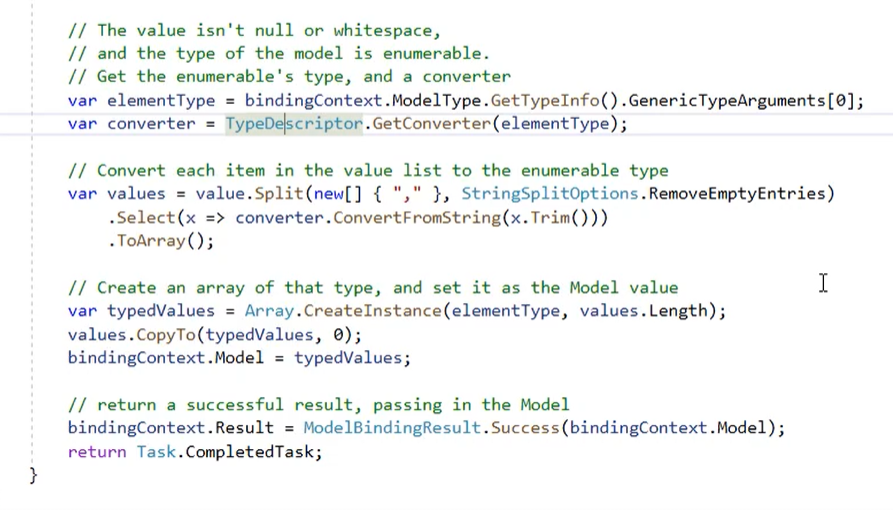 // The value isn't null or whitespace,
// and the type of the model is enumerable.
// Get the enumerable's type, and a converter
var elementType = bindingContext.ModelType.GetTypeInfo().GenericTypeArguments[0];
var converter = TypeDescriptor.GetConverter(elementType);
// Convert each item in the value list to the enumerable type
var values = value.Split(new[] { "," }, StringSplitOptions.RemoveEmptyEntries)
.Select(x => converter.ConvertFromString(x.Trim()))
.ToArray();
// Create an array of that type, and set it as the Model value
var typedValues = Array.CreateInstance(elementType, values.Length);
values.CopyTo(typedValues, 0);
bindingContext.Model = typedValues;
// return a successful result, passing in the Model
bindingContext.Result = ModelBindingResult.Success(bindingContext.Model);
return Task.CompletedTask;
}